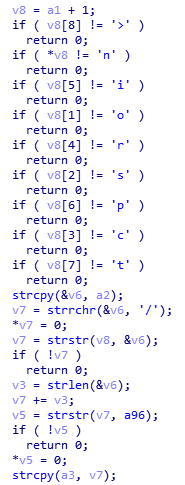 v8 = a1 + 1;
if ( v8[8] != '>' )
return 0;
if ( *v8 != 'n' )
return 0;
if ( v8[5] != 'i' )
return 0;
if ( v8[1] != 'o' )
return 0;
if ( v8[4] != 'r' )
return 0;
if ( v8[2] != 's' )
return 0;
if ( v8[6] != 'p' )
return 0;
if ( v8[3] != 'c' )
return 0;
if ( v8[7] != 't' )
return 0;
strcpy(&v6, a2);
v7 = strrchr(&v6, '/');
*v7 = 0;
v7 = strstr(v8, &v6);
if ( !v7 )
return 0;
v3 = strlen(&v6);
v7 += v3;
v5 = strstr(v7, a96);
if ( !v5 )
return 0;
*v5 = 0;
strcpy(a3, v7);